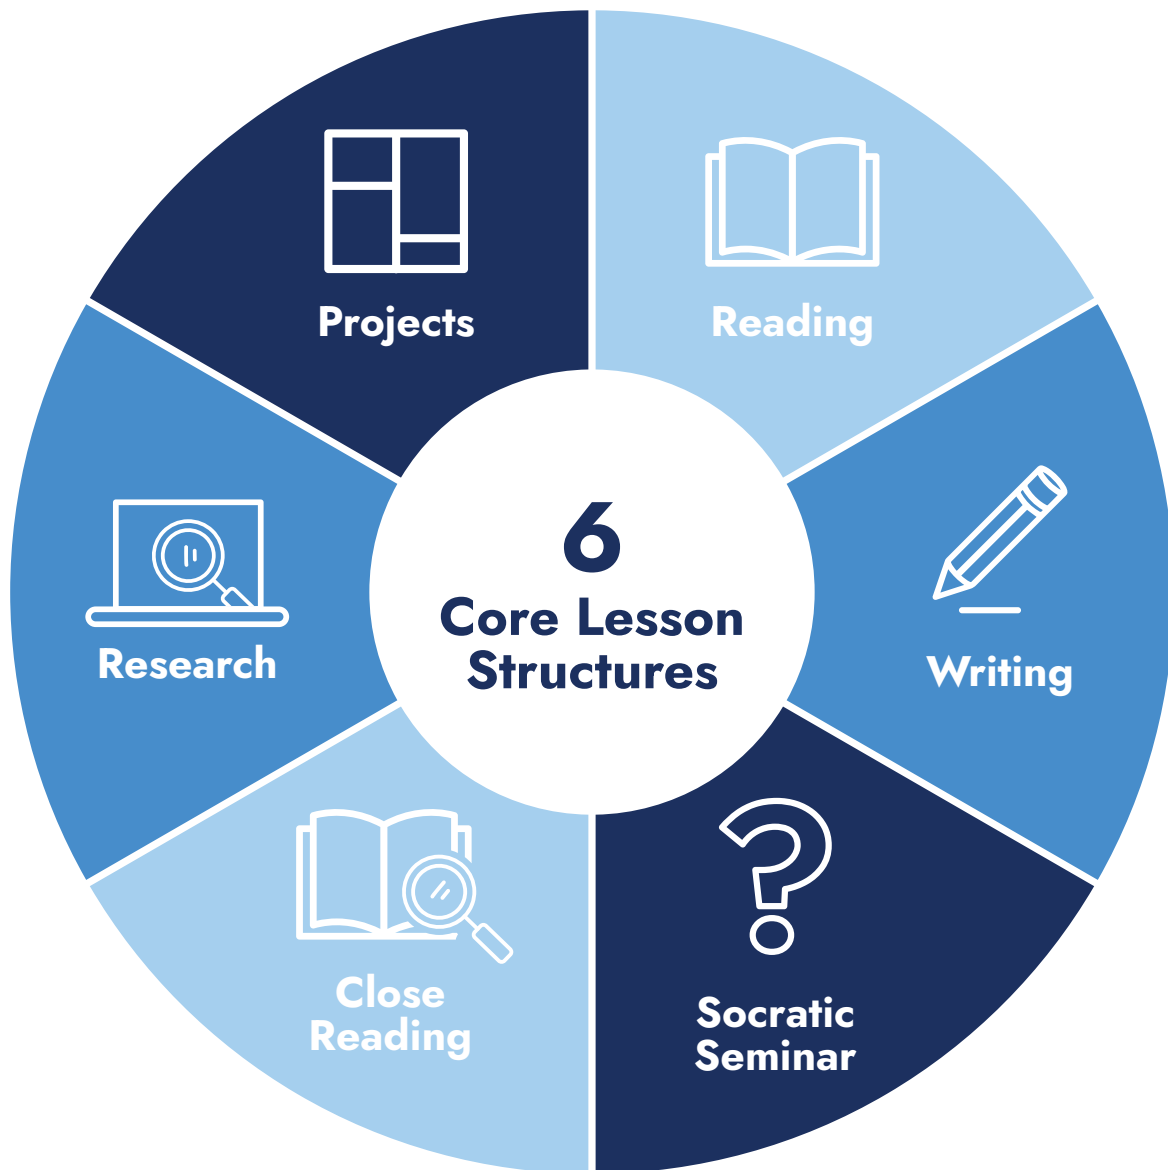 Projects
Reading
6
Core Lesson
Structures
Research
Writing
Close
Reading
Socratic
Seminar